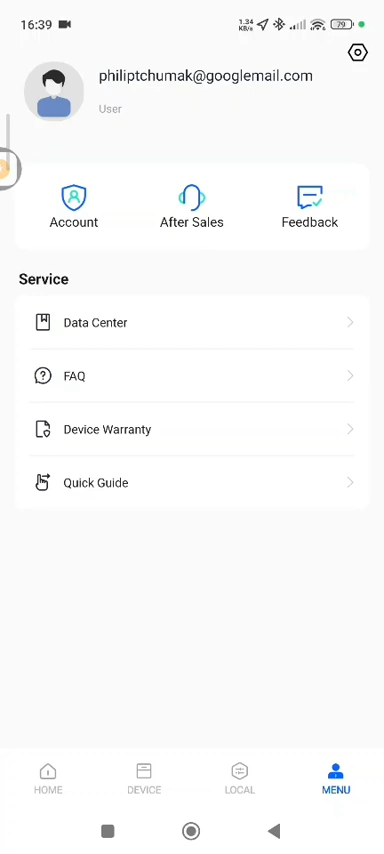 16:39
1.34
KB/s
79
philiptchumak@googlemail.com
User
Account
After Sales
Feedback
Service
Data Center
FAQ
Device Warranty
Quick Guide
HOME
DEVICE
LOCAL
MENU